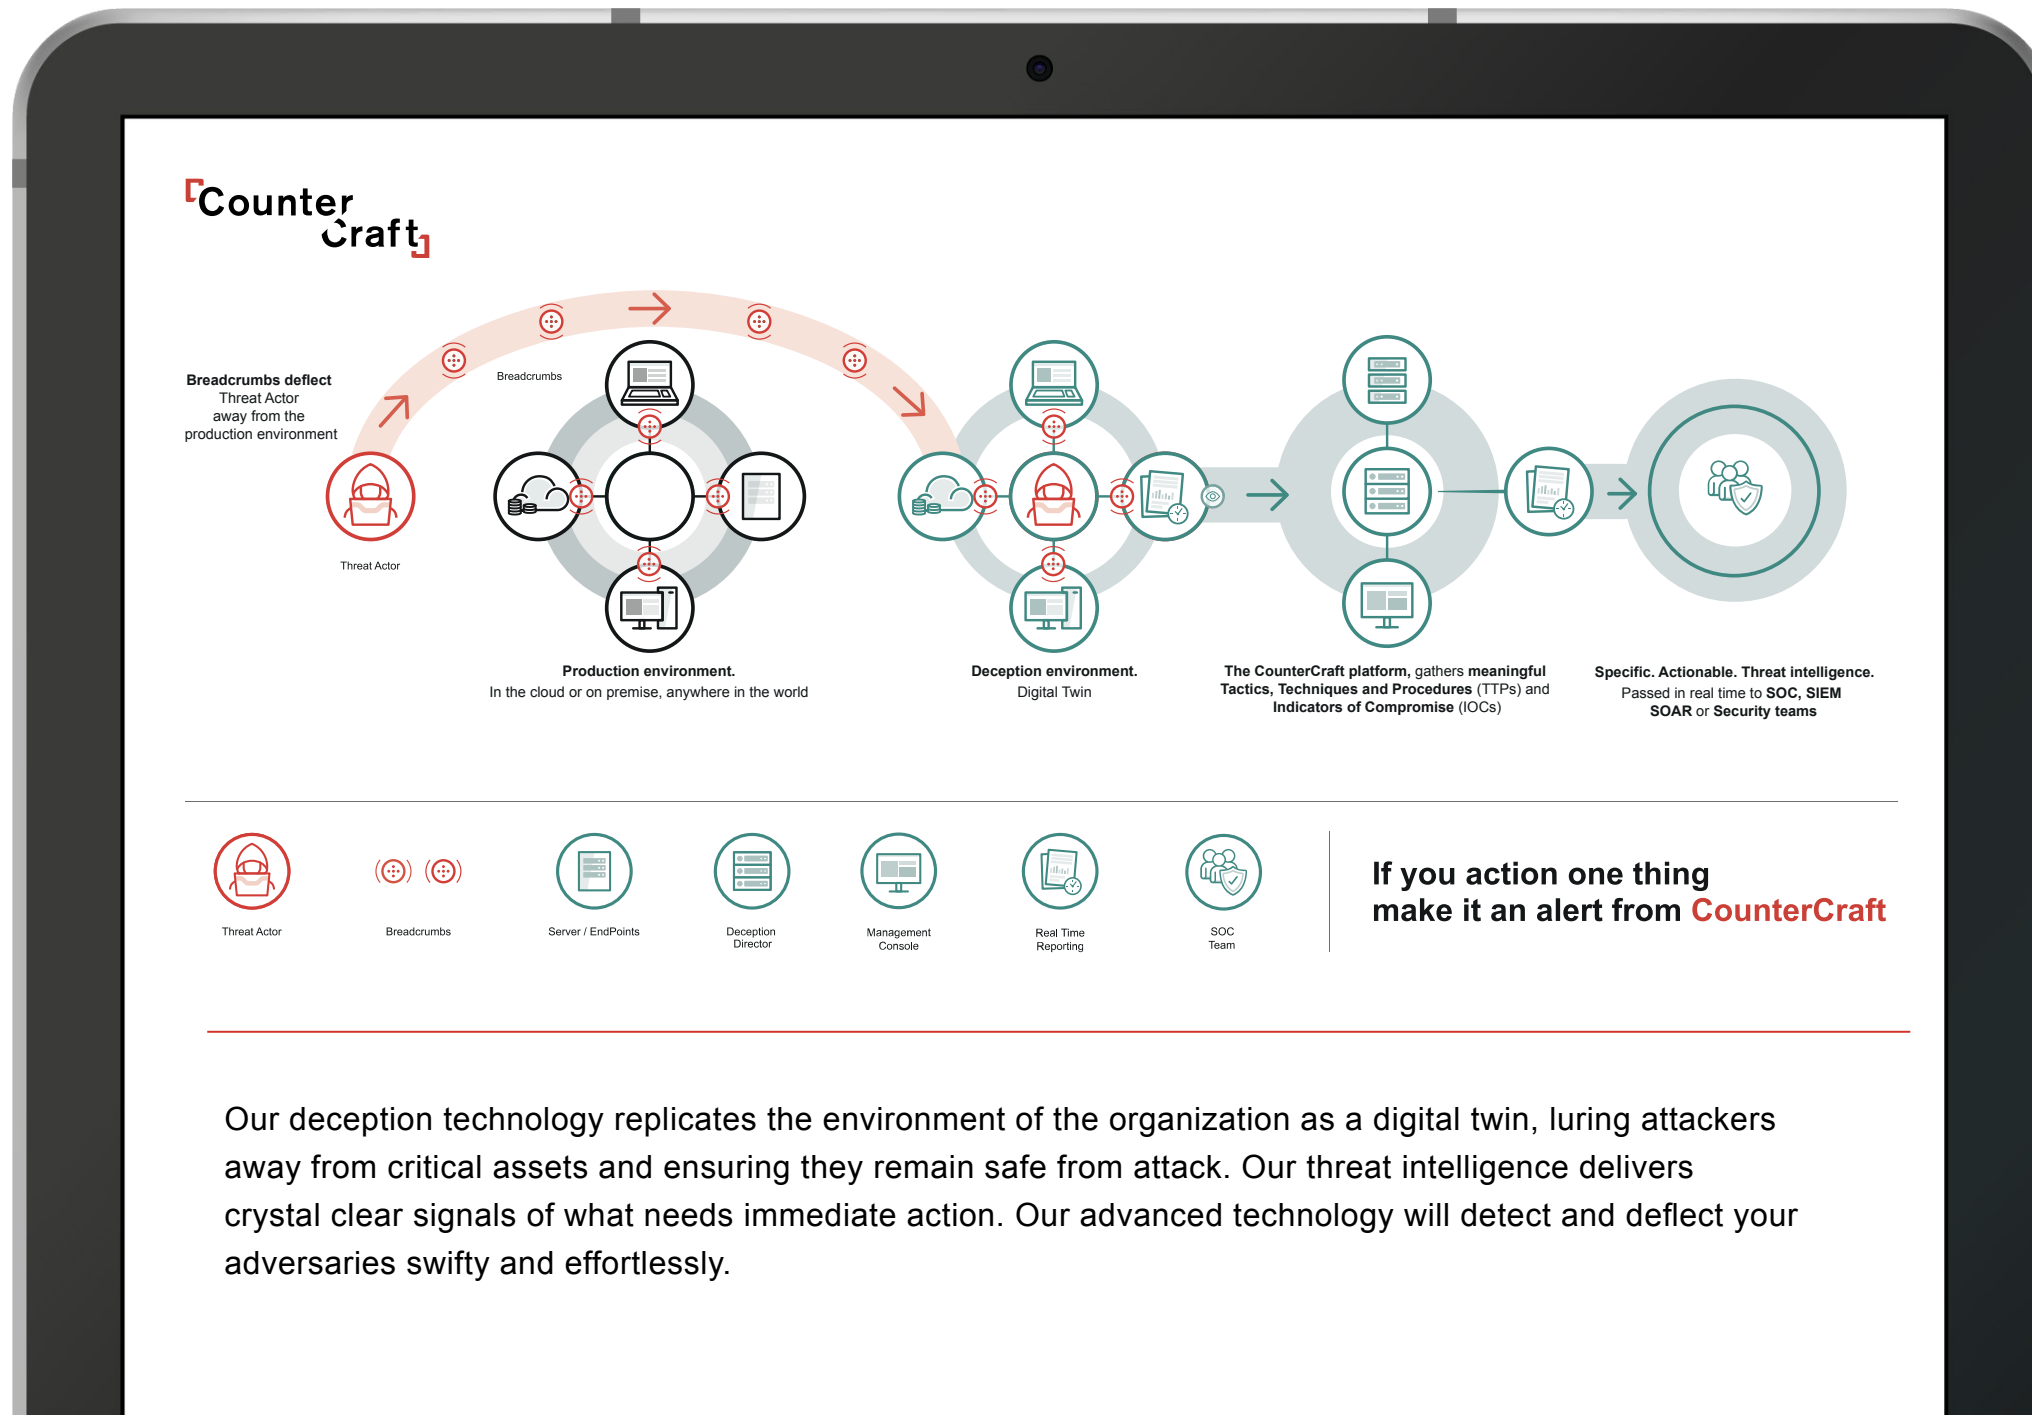 Counter
Craft
Breadcrumbs deflect
Threat Actor
away from the
production environment
Breadcrumbs
Threat Actor
Production environment.
In the cloud or on premise, anywhere in the world
Deception environment.
Digital Twin
The CounterCraft platform, gathers meaningful
Tactics, Techniques and Procedures (TTPs) and
Indicators of Compromise (IOCs)
Specific. Actionable. Threat intelligence.
Passed in real time to SOC, SIEM
SOAR or Security teams
Threat Actor
Breadcrumbs
Server / EndPoints
Deception
Director
Management
Console
Real Time
Reporting
SOC
Team
If you action one thing
make it an alert from CounterCraft
Our deception technology replicates the environment of the organization as a digital twin, luring attackers
away from critical assets and ensuring they remain safe from attack. Our threat intelligence delivers
crystal clear signals of what needs immediate action. Our advanced technology will detect and deflect your
adversaries swifty and effortlessly.